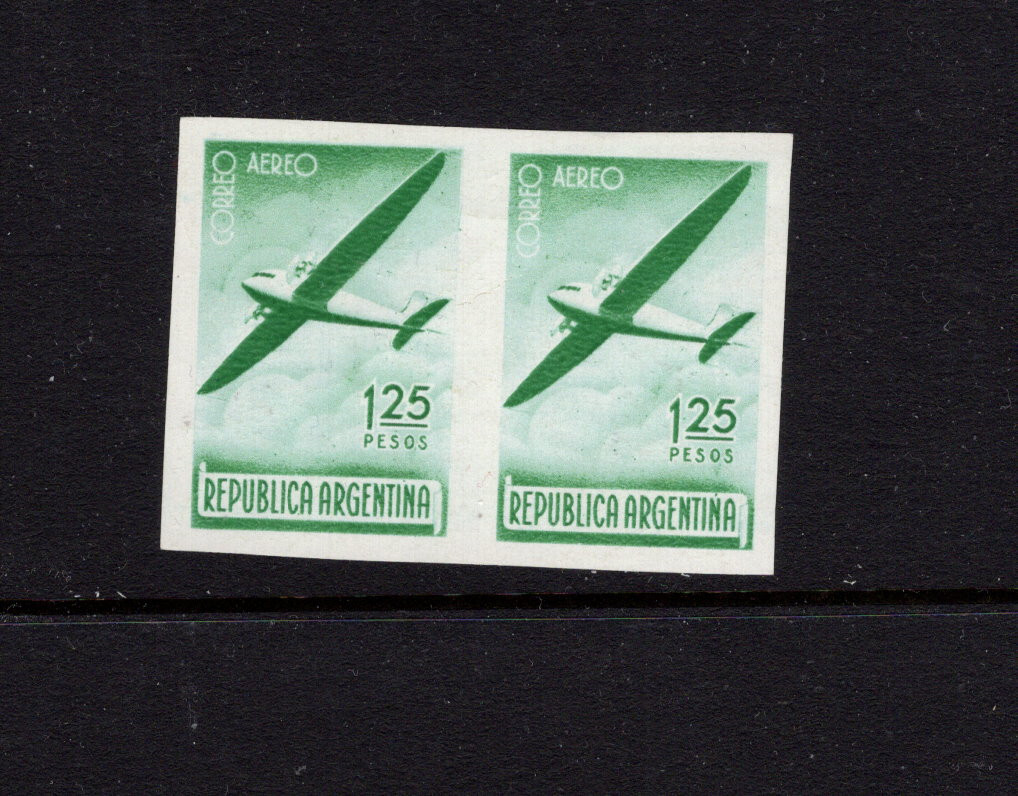 CORREO AEREO
1 25
PESOS
REPUBLICA ARGENTINA
CORREO AEREO
1 25
PESOS
REPUBLICA ARGENTINA